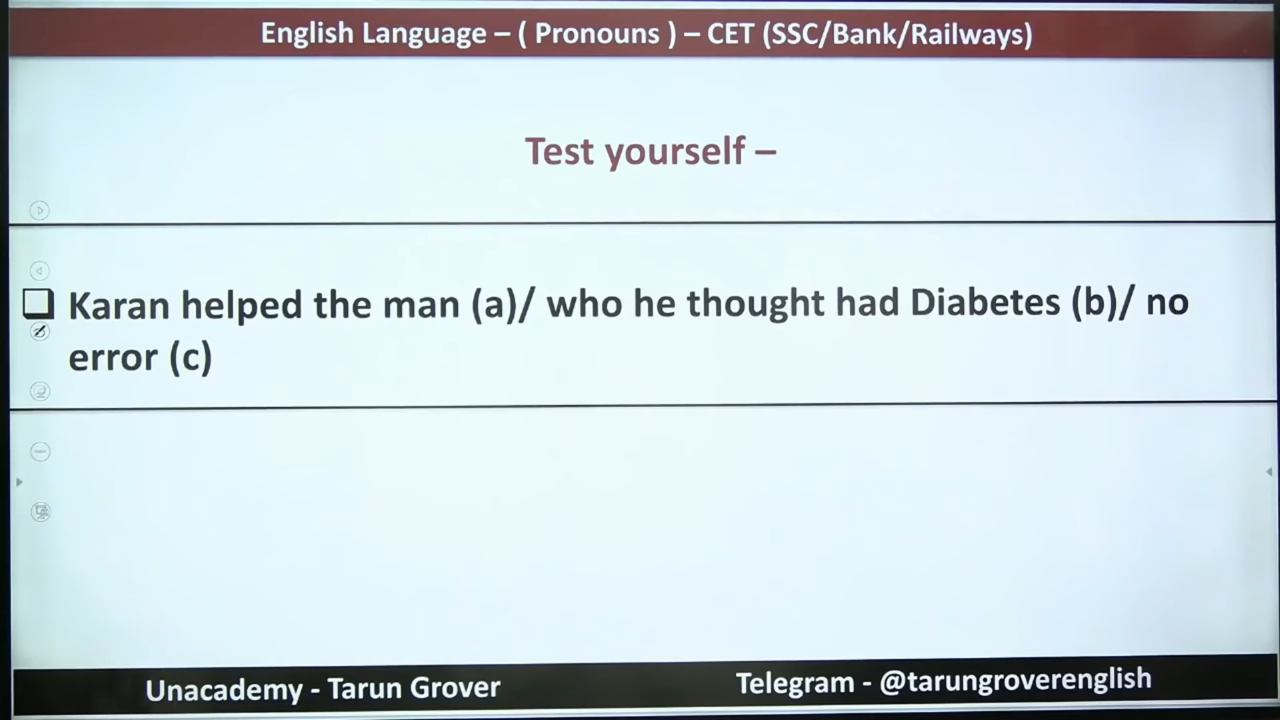 English Language – ( Pronouns ) – CET (SSC/Bank/Railways)
Test yourself –
❑ Karan helped the man (a)/ who he thought had Diabetes (b)/ no
error (c)
Unacademy - Tarun Grover
Telegram - @tarungroverenglish